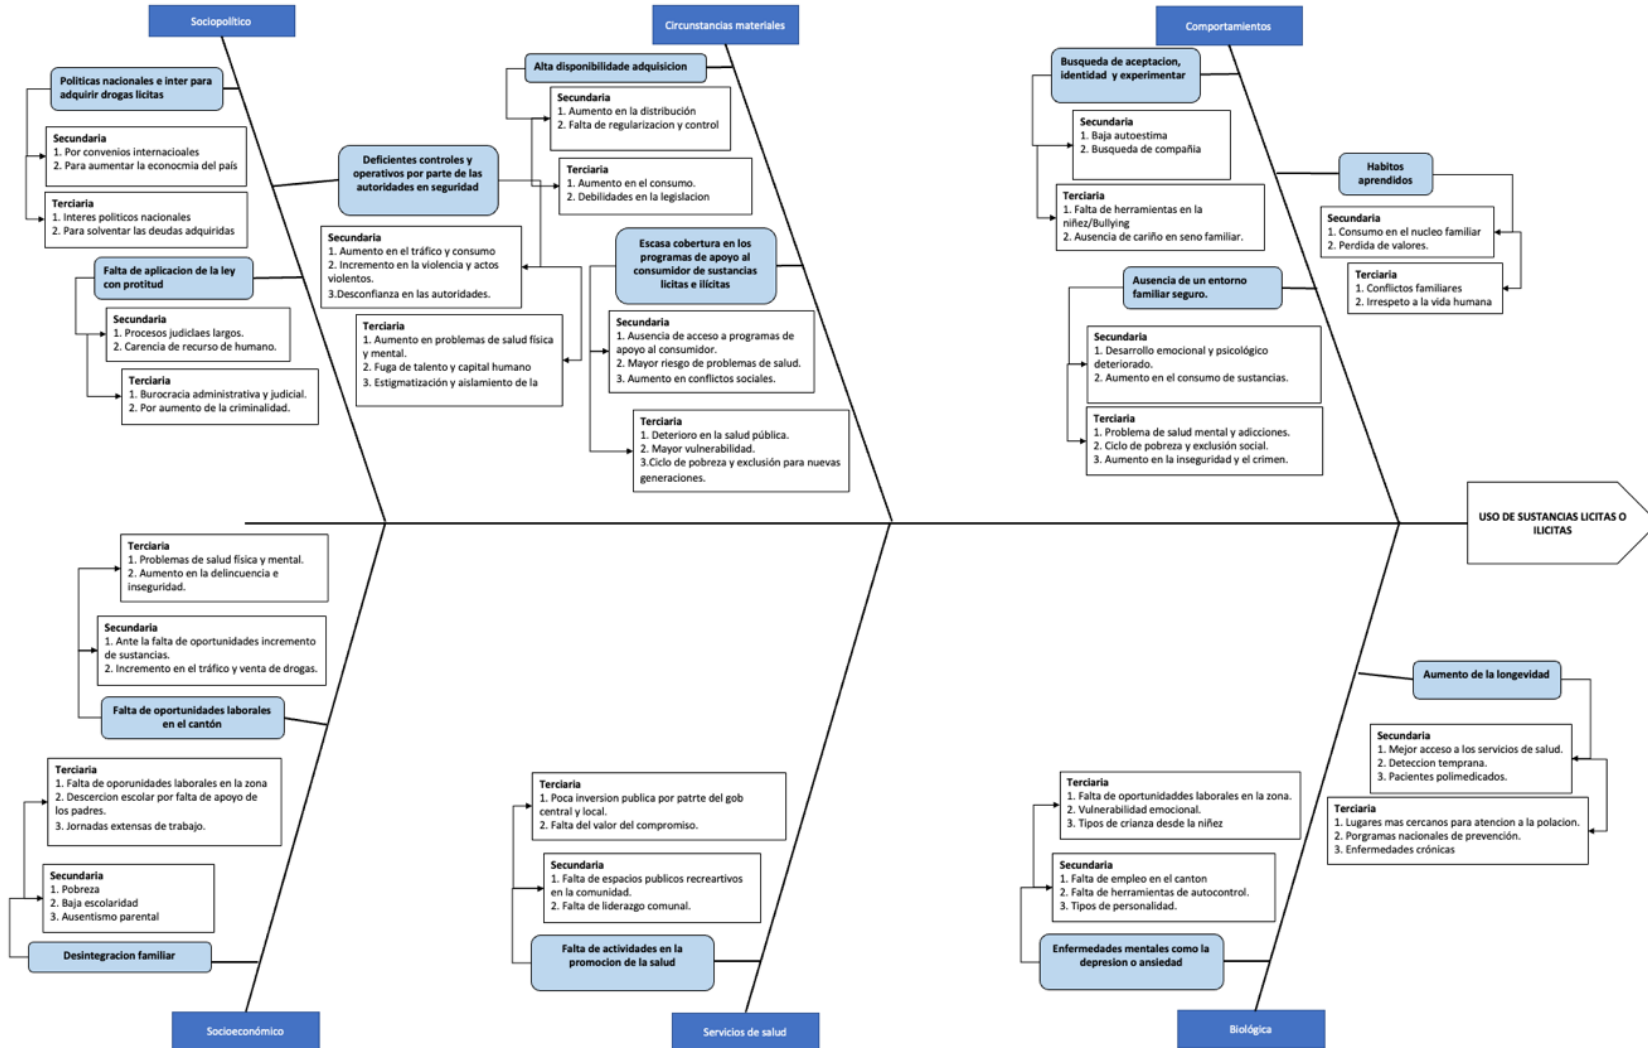 Sociopolítico
Circunstancias materiales
Comportamientos
Politicas nacionales e inter para
adquirir drogas licitas
Secundaria
1. Por convenios internacioales
2. Para aumentar la econocmia del país
Terciaria
1. Interes politicos nacionales
2. Para solventar las deudas adquiridas
Falta de aplicacion de la ley
con protitud
Secundaria
1. Procesos judiclaes largos.
2. Carencia de recurso de humano.
Terciaria
1. Burocracia administrativa y judicial.
2. Por aumento de la criminalidad.
Deficientes controles y
operativos por parte de las
autoridades en seguridad
Secundaria
1. Aumento en el tráfico y consumo
2. Incremento en la violencia y actos
violentos.
3.Desconfianza en las autoridades.
Terciaria
1. Aumento en problemas de salud física
y mental.
2. Fuga de talento y capital humano
3. Estigmatización y aislamiento de la
Alta disponibilidade adquisicion
Secundaria
1. Aumento en la distribución
2. Falta de regularizacion y control
Terciaria
1. Aumento en el consumo.
2. Debilidades en la legislacion
Escasa cobertura en los
programas de apoyo al
consumidor de sustancias
licitas e ilícitas
Secundaria
1. Ausencia de acceso a programas de
apoyo al consumidor.
2. Mayor riesgo de problemas de salud.
3. Aumento en conflictos sociales.
Terciaria
1. Deterioro en la salud pública.
2. Mayor vulnerabilidad.
3.Ciclo de pobreza y exclusión para nuevas
generaciones.
Busqueda de aceptacion,
identidad y experimentar
Secundaria
1. Baja autoestima
2. Busqueda de compañia
Terciaria
1. Falta de herramientas en la
niñez/Bullying
2. Ausencia de cariño en seno familiar.
Habitos
aprendidos
Secundaria
1. Consumo en el nucleo familiar
2. Perdida de valores.
Terciaria
1. Conflictos familiares
2. Irrespeto a la vida humana
Ausencia de un entorno
familiar seguro.
Secundaria
1. Desarrollo emocional y psicológico
deteriorado.
2. Aumento en el consumo de sustancias.
Terciaria
1. Problema de salud mental y adicciones.
2. Ciclo de pobreza y exclusión social.
3. Aumento en la inseguridad y el crimen.
USO DE SUSTANCIAS LICITAS O
ILICITAS
Terciaria
1. Problemas de salud física y mental.
2. Aumento en la delincuencia e
inseguridad.
Secundaria
1. Ante la falta de oportunidades incremento
de sustancias.
2. Incremento en el tráfico y venta de drogas.
Falta de oportunidades laborales
en el cantón
Terciaria
1. Falta de oporunidades laborales en la zona
2. Descercion escolar por falta de apoyo de
los padres.
3. Jornadas extensas de trabajo.
Secundaria
1. Pobreza
2. Baja escolaridad
3. Ausentismo parental
Desintegracion familiar
Terciaria
1. Poca inversion publica por patrte del gob
central y local.
2. Falta del valor del compromiso.
Secundaria
1. Falta de espacios publicos recreartivos
en la comunidad.
2. Falta de liderazgo comunal.
Falta de actividades en la
promocion de la salud
Terciaria
1. Falta de oportunidaddes laborales en la zona.
2. Vulnerabilidad emocional.
3. Tipos de crianza desde la niñez
Secundaria
1. Falta de empleo en el canton
2. Falta de herramientas de autocontrol.
3. Tipos de personalidad.
Enfermedades mentales como la
depresion o ansiedad
Aumento de la longevidad
Secundaria
1. Mejor acceso a los servicios de salud.
2. Deteccion temprana.
3. Pacientes polimedicados.
Terciaria
1. Lugares mas cercanos para atencion a la polacion.
2. Porgramas nacionales de prevención.
3. Enfermedades crónicas
Socioeconómico
Servicios de salud
Biológica